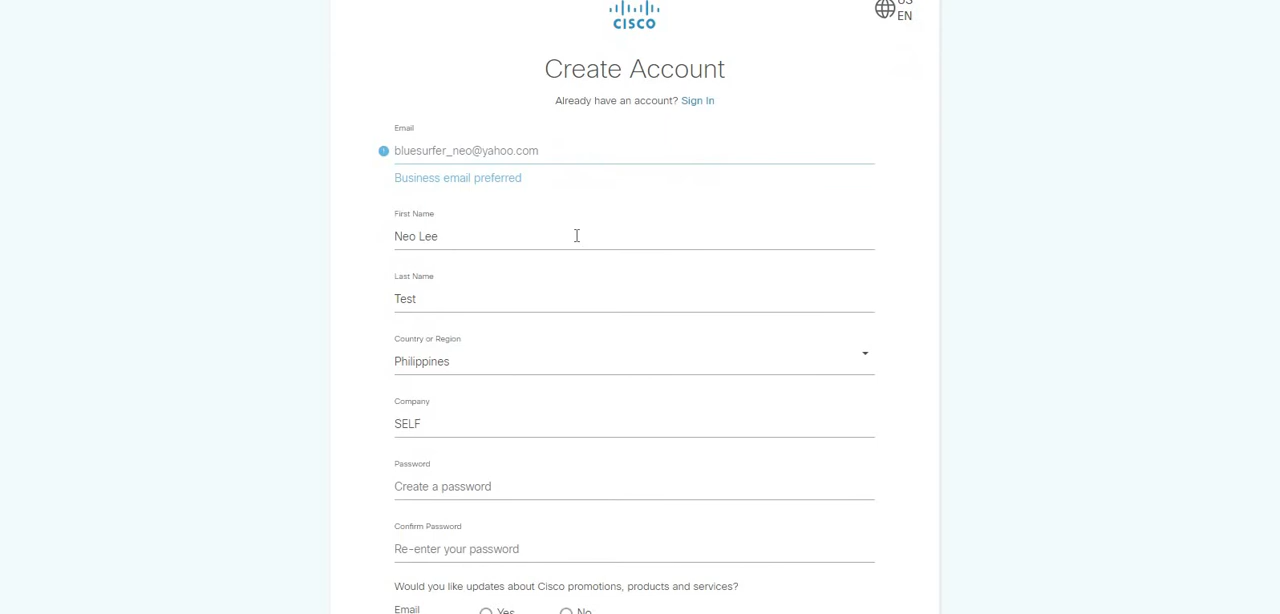 US
CISCO
EN
Create Account
Already have an account? Sign In
Email
bluesurfer_neo@yahoo.com
Business email preferred
First Name
Neo Lee
Last Name
Test
Country or Region
Philippines
Company
SELF
Password
Create a password
Confirm Password
Re-enter your password
Would you like updates about Cisco promotions, products and services?
Email Yes No